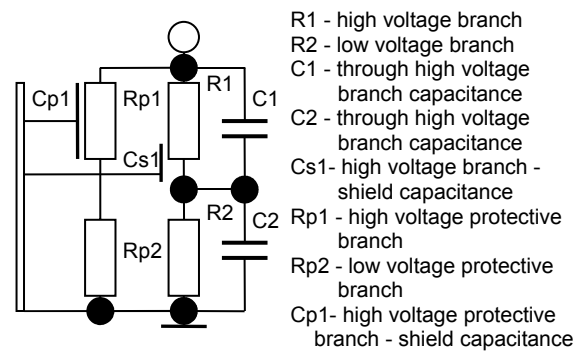 R1
Cp1
Rp1
C1
Cs1
R2
C2
Rp2
R1 - high voltage branch
R2 - low voltage branch
C1 - through high voltage
branch capacitance
C2 - through high voltage
branch capacitance
Cs1- high voltage branch -
shield capacitance
Rp1 - high voltage protective
branch
Rp2 - low voltage protective
branch
Cp1- high voltage protective
branch - shield capacitance